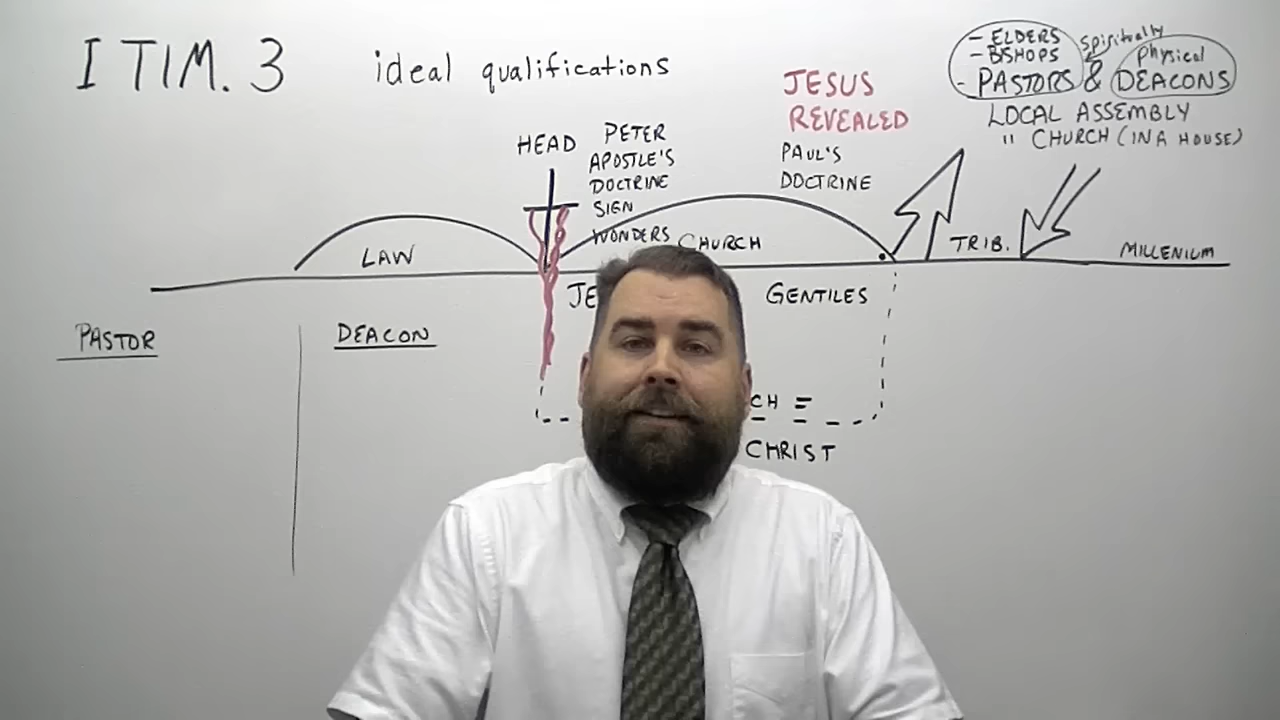 I TIM. 3
ideal qualifications
- ELDERS
- BISHOPS
- PASTORS & DEACONS
spiritually
physical
LOCAL ASSEMBLY
" CHURCH (IN A HOUSE)
JESUS
REVEALED
PAUL'S
DOCTRINE
HEAD
PETER
APOSTLE'S
DOCTRINE
SIGN
WONDERS
LAW
CHURCH
TRIB.
MILLENIUM
GENTILES
PASTOR
DEACON
CHRIST